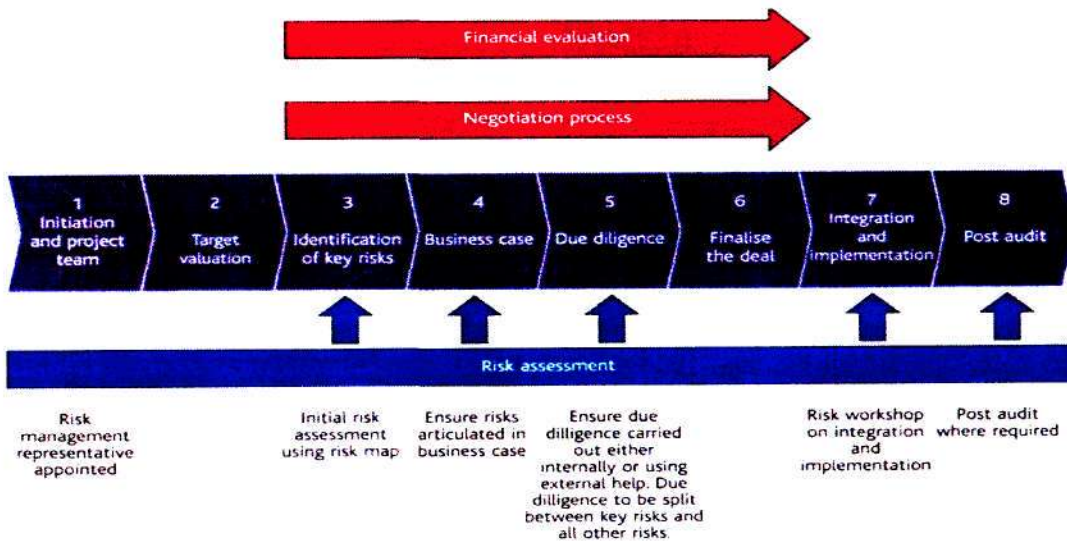 Financial evaluation
Negotiation process
1
Initiation
and project
team
2
Target
valuation
3
Identification
of key risks
4
Business case
5
Due diligence
6
Finalise
the deal
7
Integration
and
implementation
8
Post audit
Risk assessment
Risk
management
representative
appointed
Initial risk
assessment
using risk map
Ensure risks
articulated in
business case
Ensure due
dilligence carried
out either
internally or using
external help. Due
dilligence to be split
between key risks and
all other risks.
Risk workshop
on integration
and
implementation
Post audit
where required